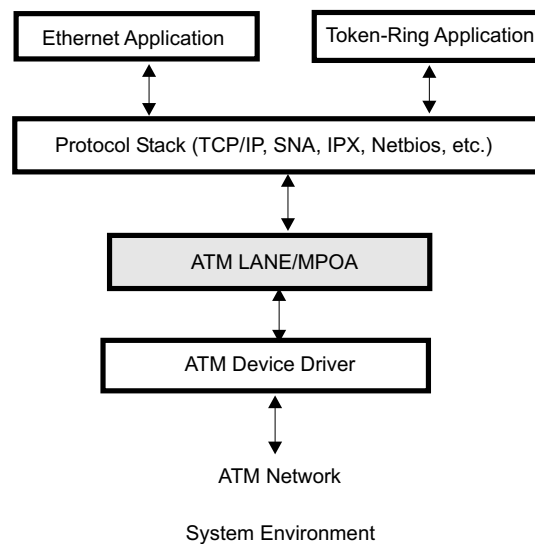 Ethernet Application
Token-Ring Application
Protocol Stack (TCP/IP, SNA, IPX, Netbios, etc.)
ATM LANE/MPOA
ATM Device Driver
ATM Network
System Environment